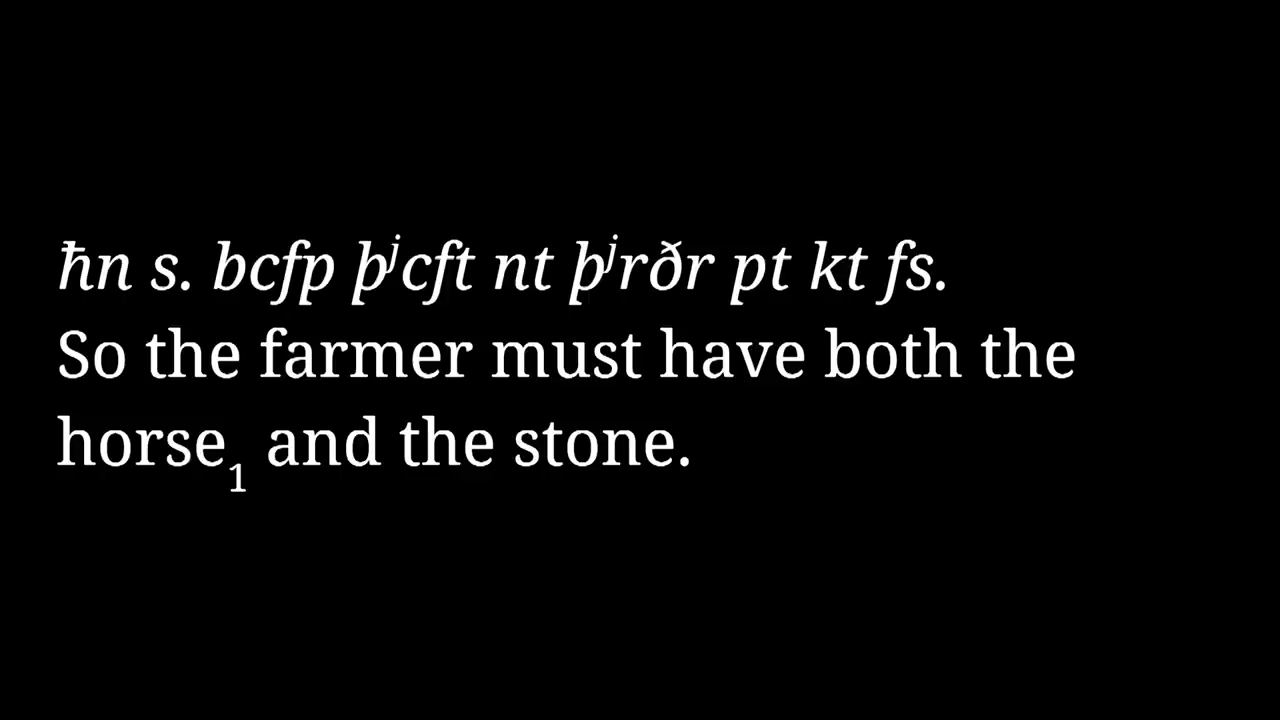 ħn s. bcfp þʲcft nt þʲrðr pt kt fs.
So the farmer must have both the
horse₁ and the stone.